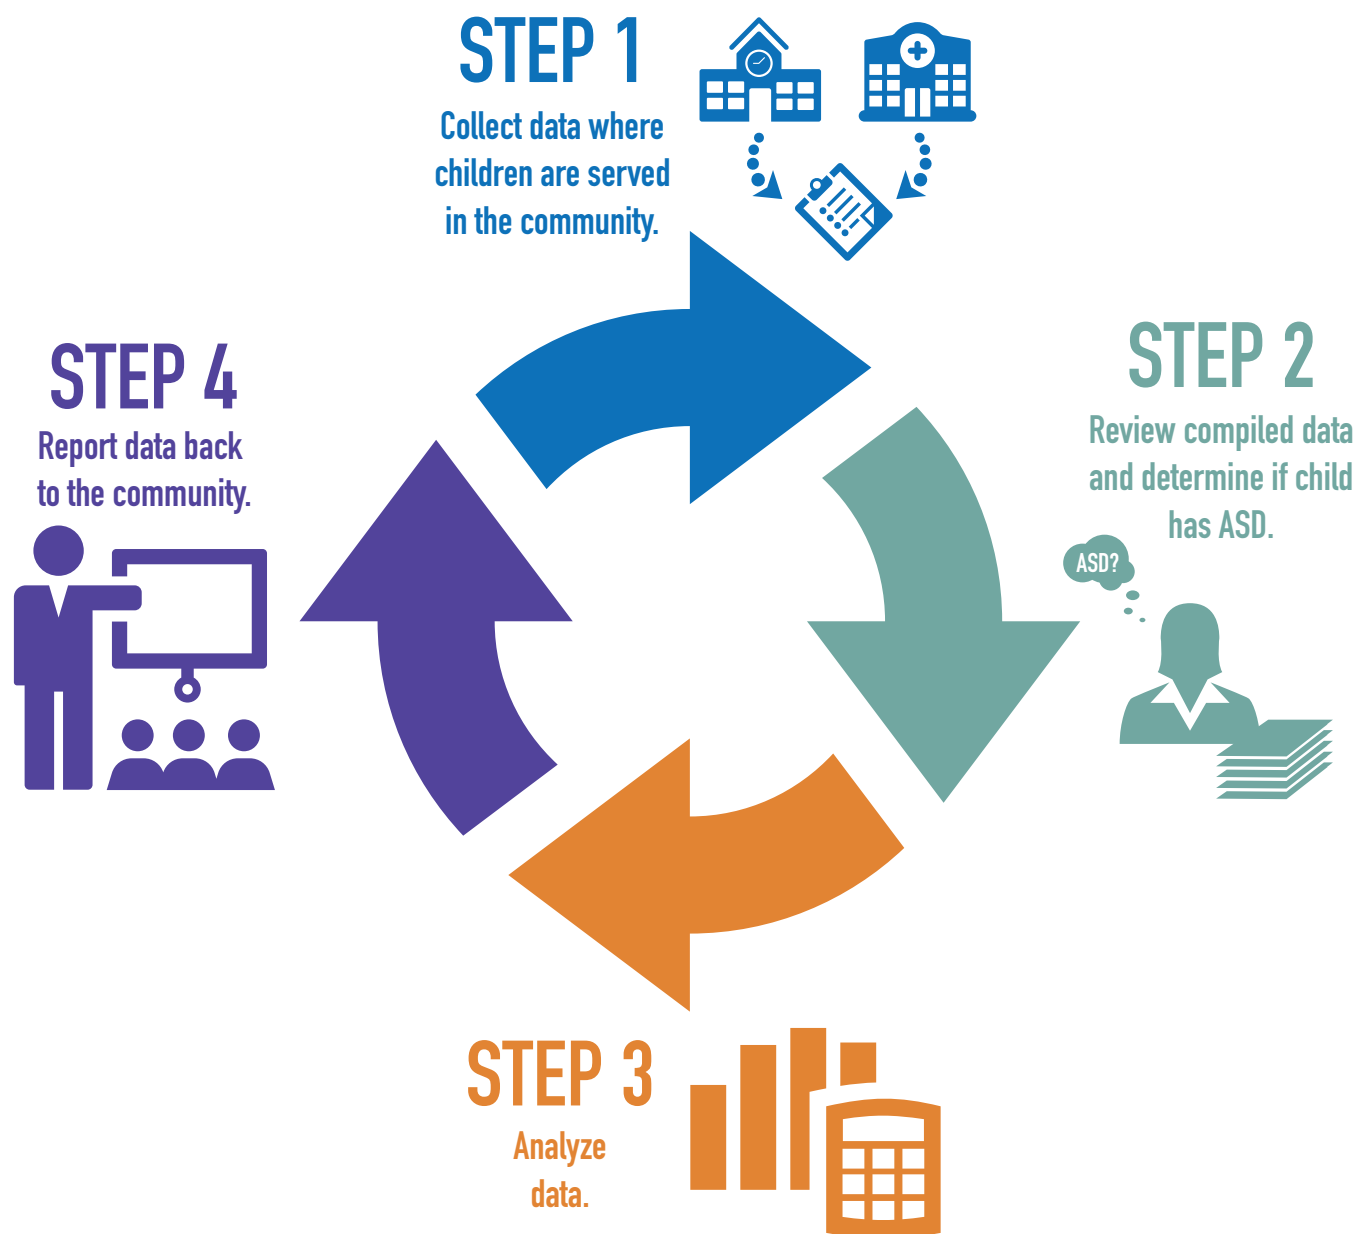 STEP 1
Collect data where
children are served
in the community.
STEP 2
Review compiled data
and determine if child
has ASD.
ASD?
STEP 3
Analyze
data.
STEP 4
Report data back
to the community.